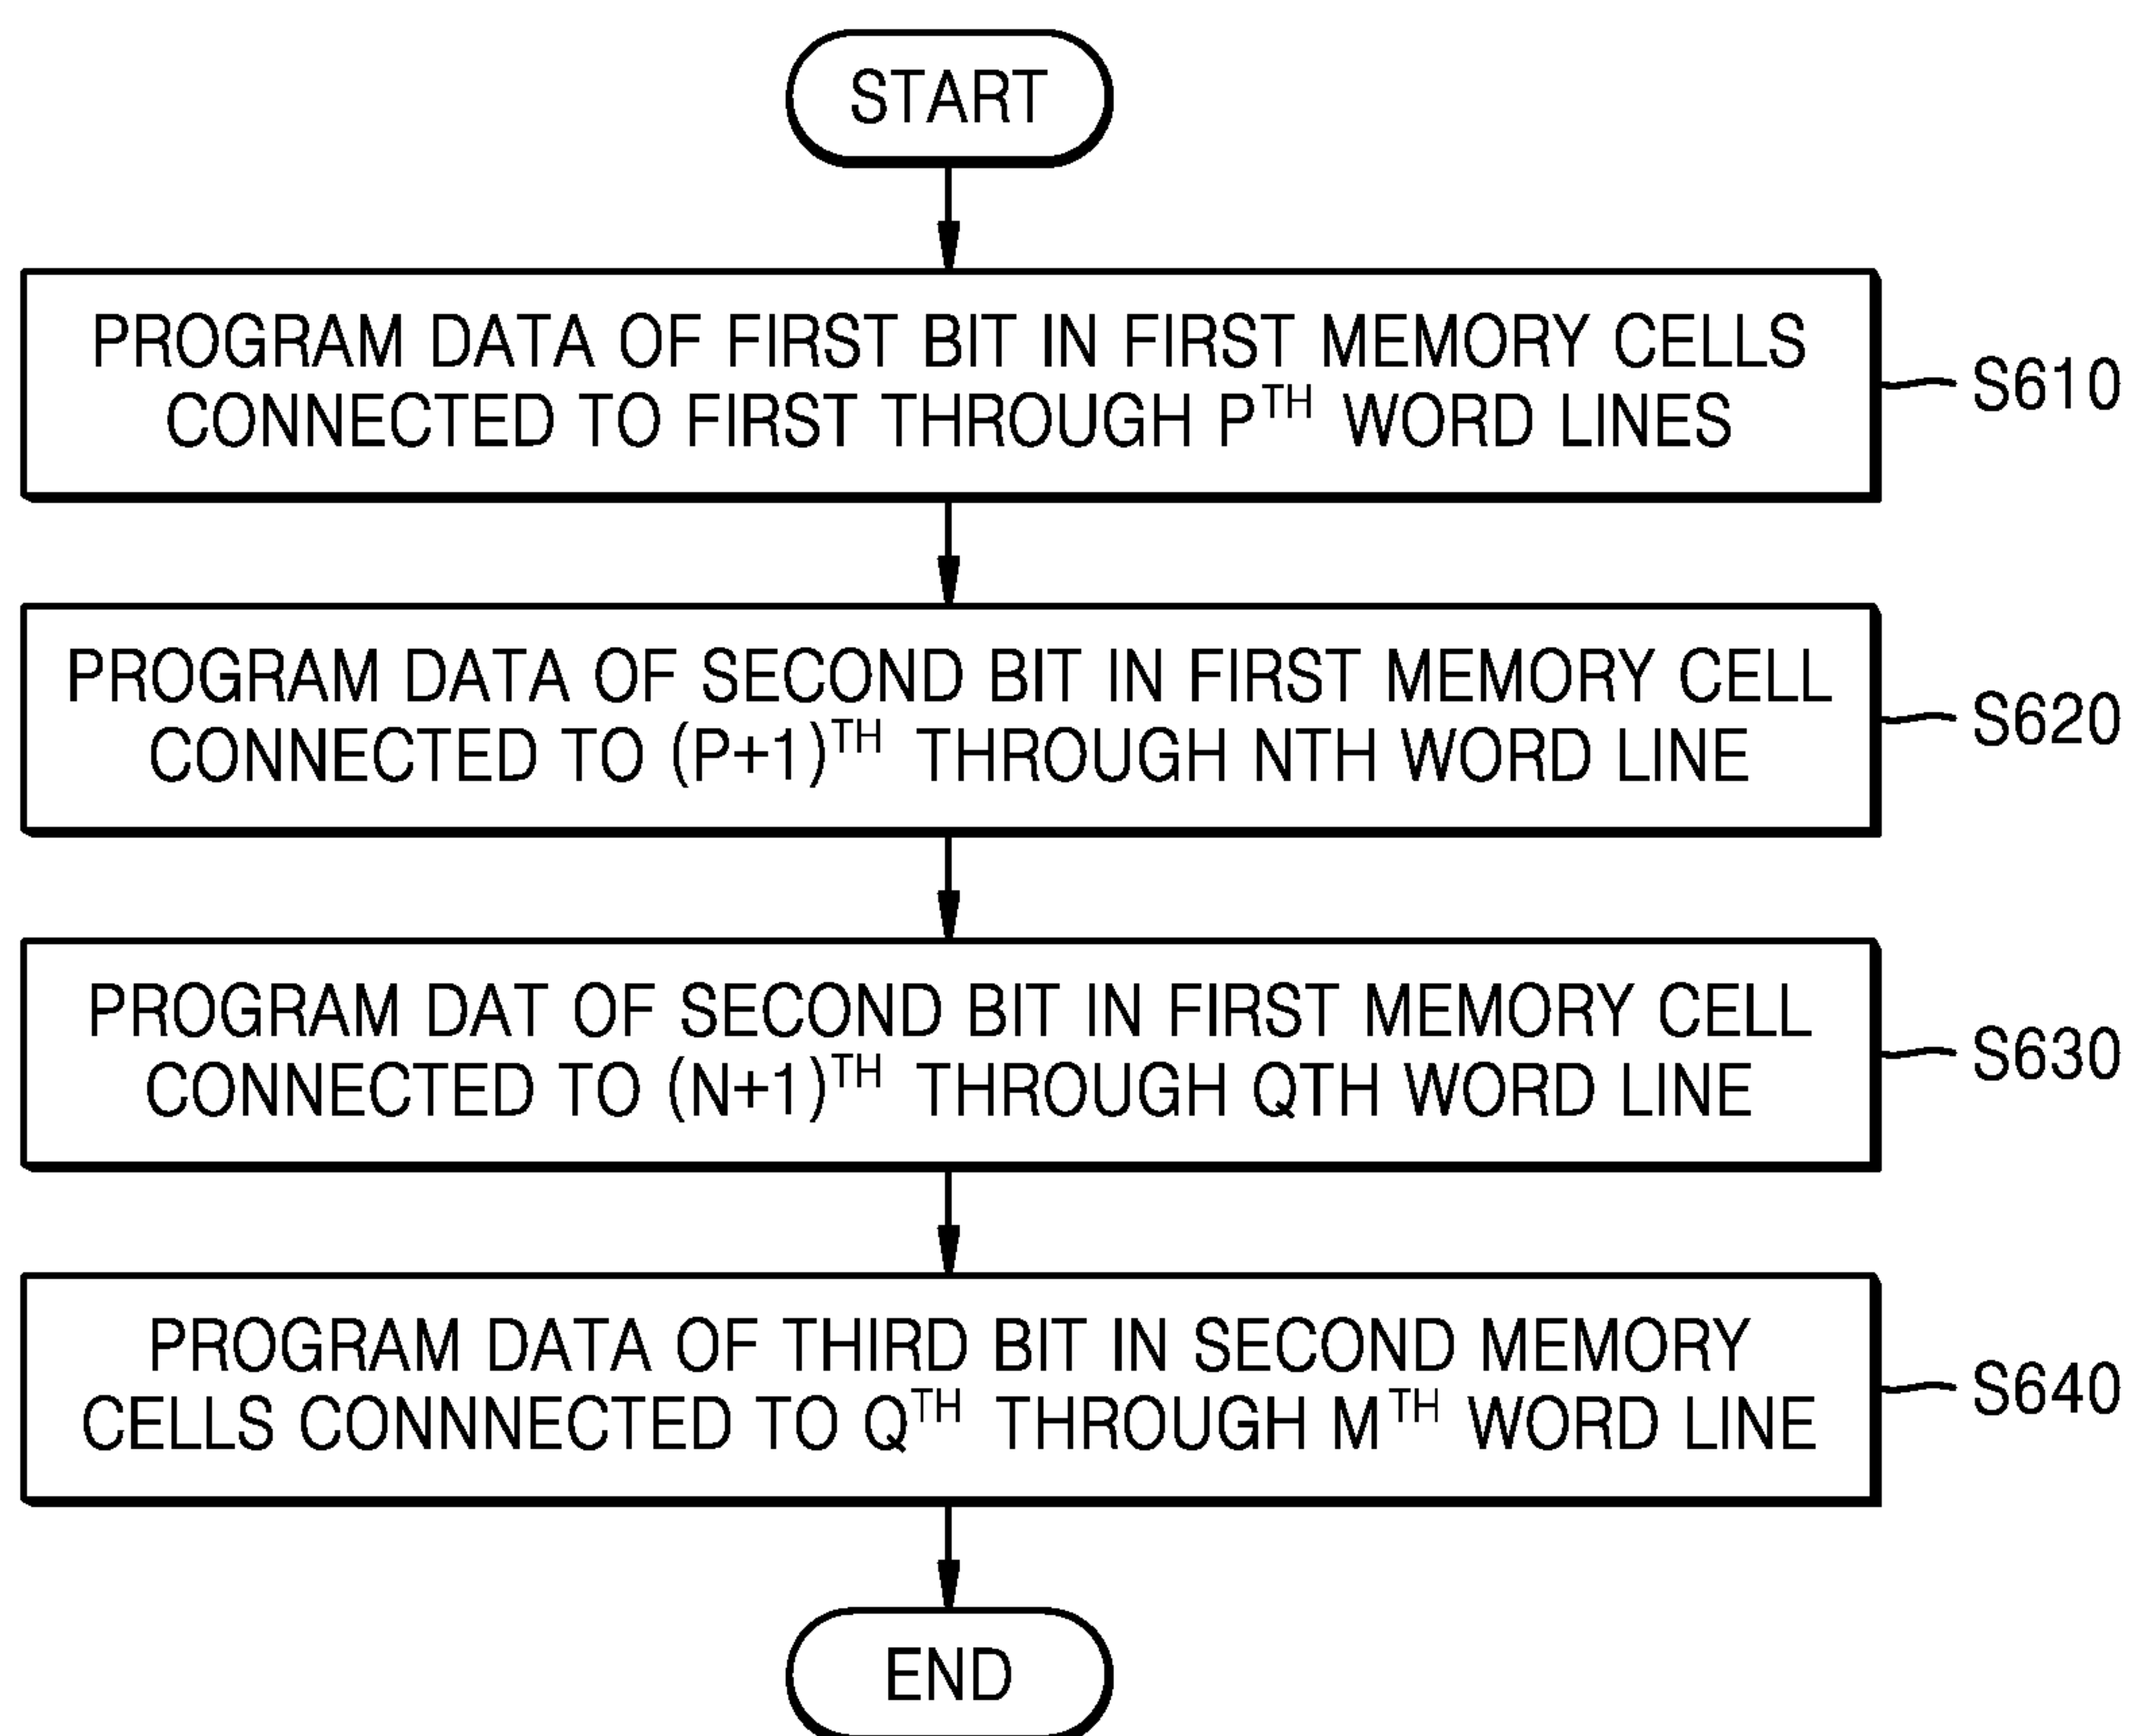 START
PROGRAM DATA OF FIRST BIT IN FIRST MEMORY CELLS
CONNECTED TO FIRST THROUGH P^TH WORD LINES
S610
PROGRAM DATA OF SECOND BIT IN FIRST MEMORY CELL
CONNECTED TO (P+1)^TH THROUGH NTH WORD LINE
S620
PROGRAM DAT OF SECOND BIT IN FIRST MEMORY CELL
CONNECTED TO (N+1)^TH THROUGH QTH WORD LINE
S630
PROGRAM DATA OF THIRD BIT IN SECOND MEMORY
CELLS CONNNECTED TO Q^TH THROUGH M^TH WORD LINE
S640
END